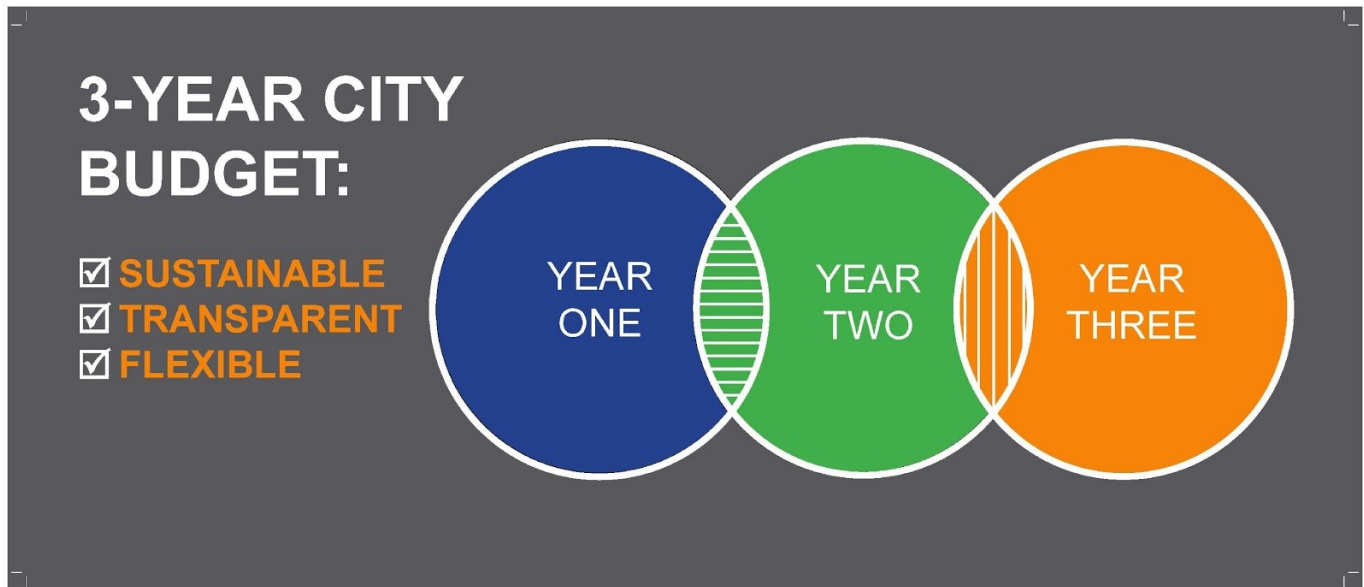 3-YEAR CITY
BUDGET:
SUSTAINABLE
TRANSPARENT
FLEXIBLE
YEAR
ONE
YEAR
TWO
YEAR
THREE